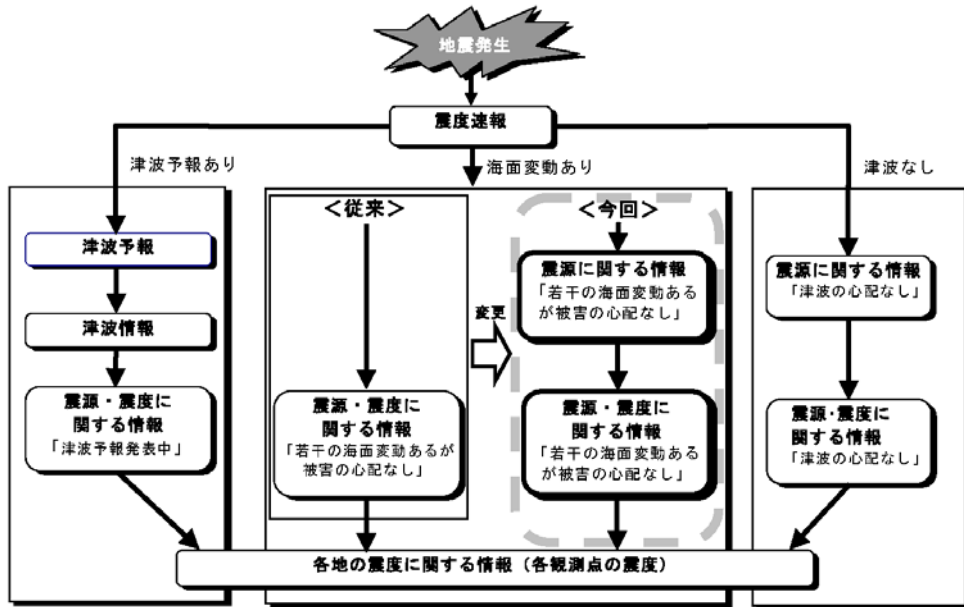 地震発生
震度速報
津波予報あり
海面変動あり
津波なし
津波予報
津波情報
震源・震度に
関する情報
「津波予報発表中」
＜従来＞
震源・震度に
関する情報
「若干の海面変動あるが
被害の心配なし」
変更
＜今回＞
震源に関する情報
「若干の海面変動ある
が被害の心配なし」
震源・震度に
関する情報
「若干の海面変動ある
が被害の心配なし」
震源に関する情報
「津波の心配なし」
震源・震度に
関する情報
「津波の心配なし」
各地の震度に関する情報（各観測点の震度）